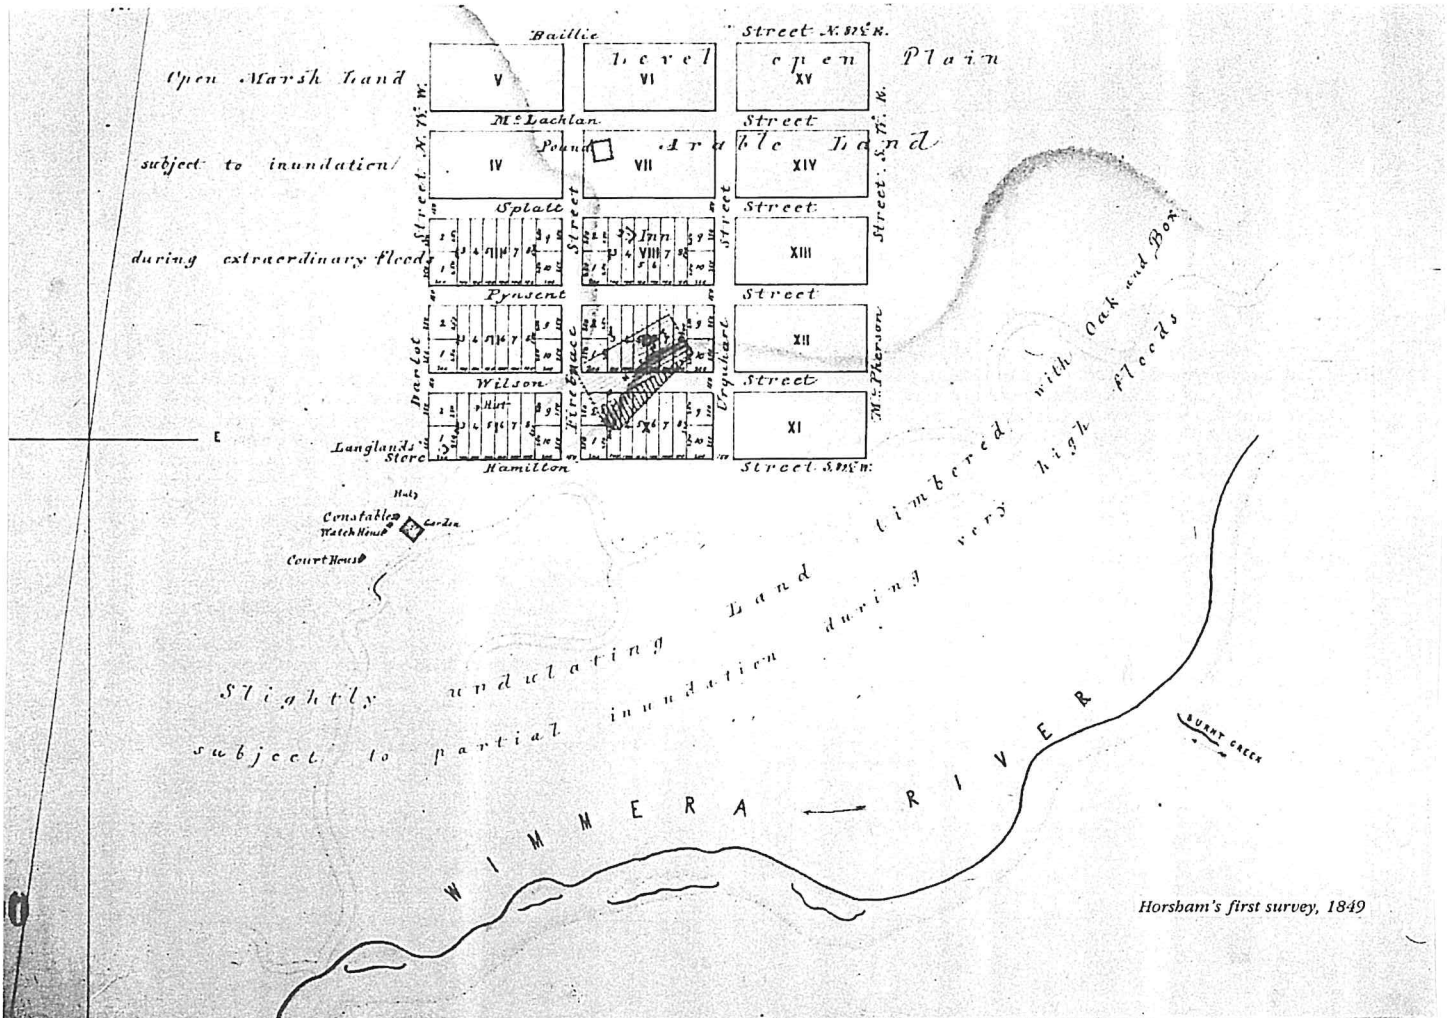 Baillie Street N.87°E.
Open Marsh Land
Level open Plain
V VI XV
McLachlan Street
subject to inundation
Pound
Arable Land
IV VII XIV
Splatt Street
during extraordinary floods
Inn
VIII XIII
Pynsent Street
XII
Wilson Street
Hut
X XI
Langlands' Store
Hamilton Street
Darlot Street N.
Firebrace Street
Urquhart Street
McPherson Street S.
E
Huts
Constables
Garden
Watch House
Court House
Slightly undulating Land timbered with Oak and Box
subject to partial inundation during very high floods
WIMMERA RIVER
BURNT CREEK
Horsham's first survey, 1849